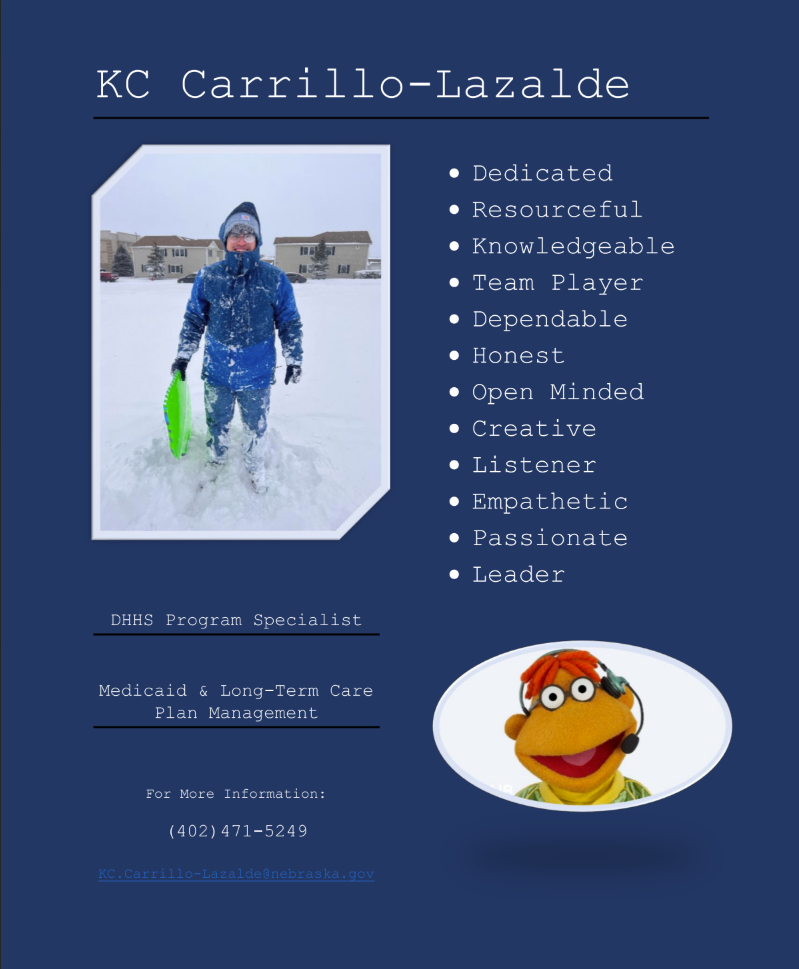 KC Carrillo-Lazalde
Dedicated
Resourceful
Knowledgeable
Team Player
Dependable
Honest
Open Minded
Creative
Listener
Empathetic
Passionate
Leader
DHHS Program Specialist
Medicaid & Long-Term Care
Plan Management
For More Information:
(402)471-5249
KC.Carrillo-Lazalde@nebraska.gov